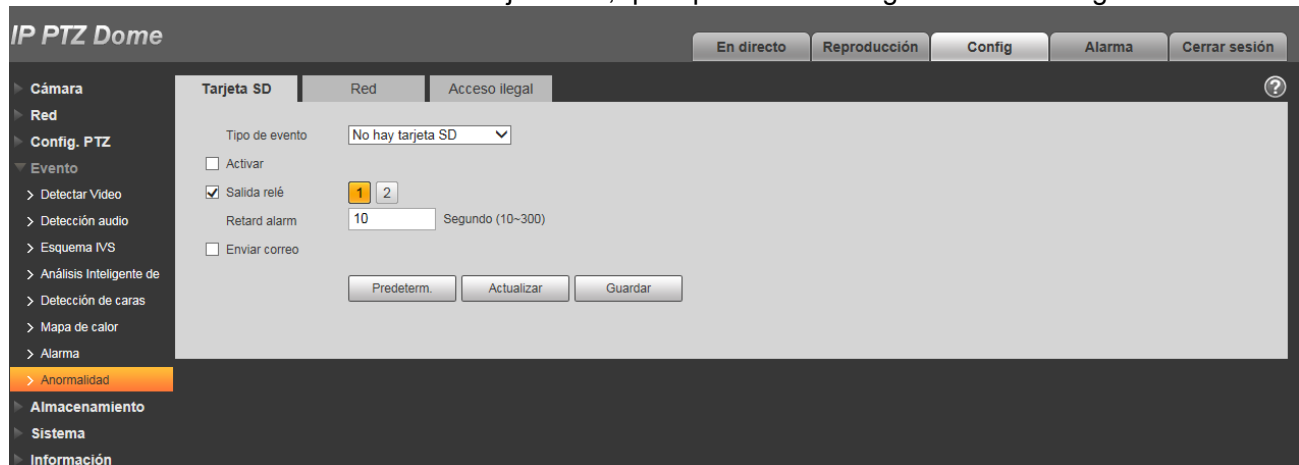 IP PTZ Dome
En directo
Reproducción
Config
Alarma
Cerrar sesión
Cámara
Red
Config. PTZ
Evento
Detectar Video
Detección audio
Esquema IVS
Análisis Inteligente de
Detección de caras
Mapa de calor
Alarma
Anormalidad
Almacenamiento
Sistema
Información
Tarjeta SD
Red
Acceso ilegal
?
Tipo de evento
No hay tarjeta SD
Activar
Salida relé
1 2
Retard alarm
10
Segundo (10~300)
Enviar correo
Predeterm.
Actualizar
Guardar